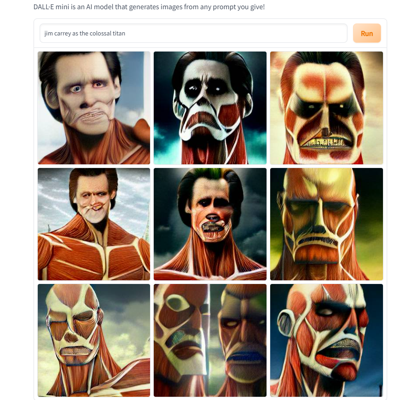 DALL·E mini is an AI model that generates images from any prompt you give!
jim carrey as the colossal titan
Run